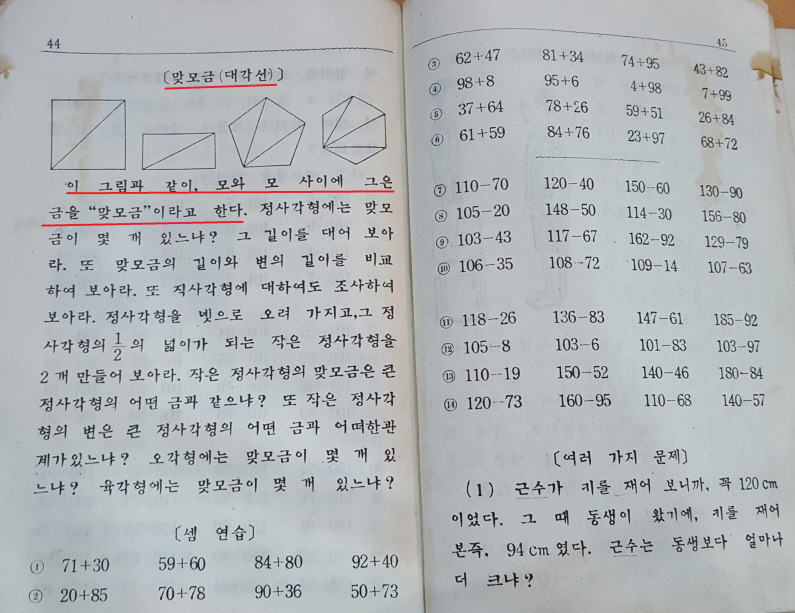 44
〔맞모금(대각선)〕
이 그림과 같이, 모와 모 사이에 그은
금을 "맞모금"이라고 한다. 정사각형에는 맞모
금이 몇 개 있느냐? 그 길이를 대어 보아
라. 또 맞모금의 길이와 변의 길이를 비교
하여 보아라. 또 직사각형에 대하여도 조사하여
보아라. 정사각형을 넷으로 오려 가지고,그 정
사각형의 1/2의 넓이가 되는 작은 정사각형을
2개 만들어 보아라. 작은 정사각형의 맞모금은 큰
정사각형의 어떤 금과 같으냐? 또 작은 정사각
형의 변은 큰 정사각형의 어떤 금과 어떠한관
계가있느냐? 오각형에는 맞모금이 몇 개 있
느냐? 육각형에는 맞모금이 몇 개 있느냐?
〔셈 연습〕
① 71+30 59+60 84+80 92+40
② 20+85 70+78 90+36 50+73
45
③ 62+47 81+34 74+95 43+82
④ 98+8 95+6 4+98 7+99
⑤ 37+64 78+26 59+51 26+84
⑥ 61+59 84+76 23+97 68+72
⑦ 110-70 120-40 150-60 130-90
⑧ 105-20 148-50 114-30 156-80
⑨ 103-43 117-67 162-92 129-79
⑩ 106-35 108-72 109-14 107-63
⑪ 118-26 136-83 147-61 185-92
⑫ 105-8 103-6 101-83 103-97
⑬ 110-19 150-52 140-46 180-84
⑭ 120-73 160-95 110-68 140-57
〔여러 가지 문제〕
(1) 근수가 키를 재어 보니까, 꼭 120cm
이었다. 그 때 동생이 왔기에, 키를 재어
본즉, 94cm 였다. 근수는 동생보다 얼마나
더 크냐?